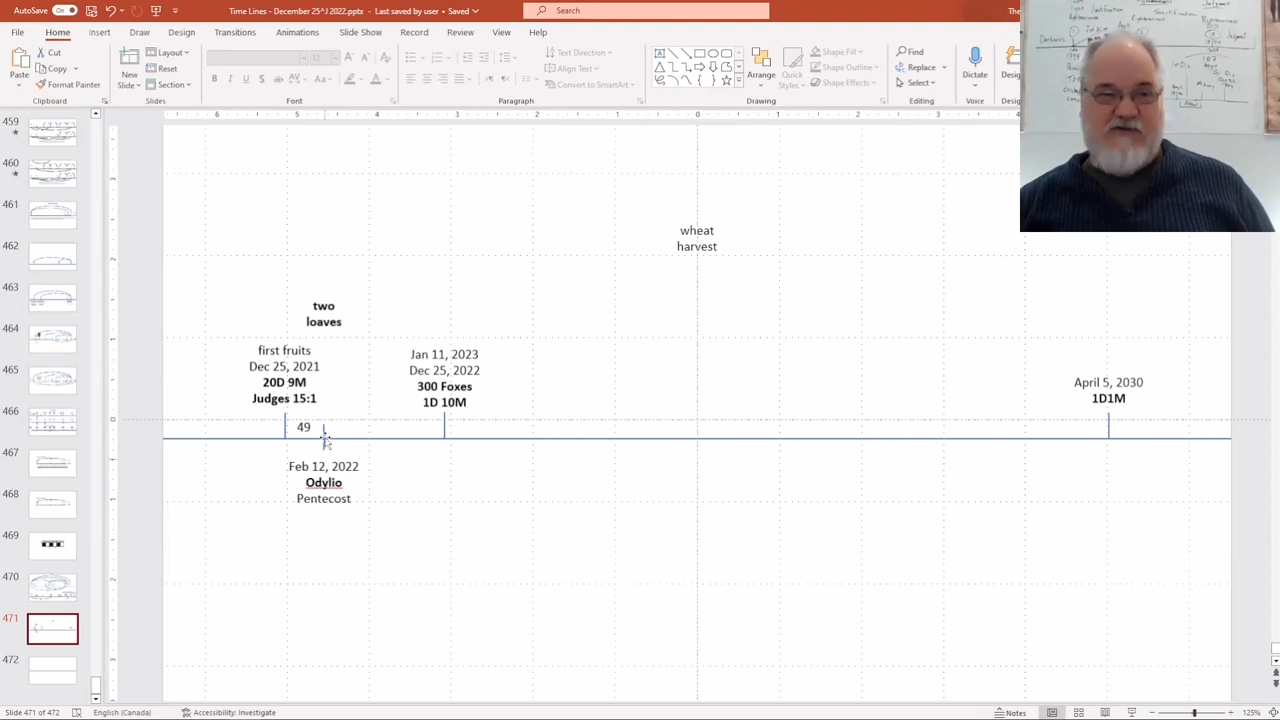 AutoSave
On
Time Lines - December 25^J 2022.pptx - Last saved by user • Saved
Search
File
Home
Insert
Draw
Design
Transitions
Animations
Slide Show
Record
Review
View
Help
Cut
Copy
Format Painter
Paste
Clipboard
New
Slide
Layout
Reset
Section
Slides
Font
Text Direction
Align Text
Convert to SmartArt
Paragraph
Arrange
Quick
Styles
Shape Fill
Shape Outline
Shape Effects
Drawing
Find
Replace
Select
Editing
Dictate
Voice
459
460
461
462
463
464
465
466
467
468
469
470
471
472
wheat
harvest
two
loaves
first fruits
Dec 25, 2021
20D 9M
Judges 15:1
Jan 11, 2023
Dec 25, 2022
300 Foxes
1D 10M
April 5, 2030
1D1M
49
Feb 12, 2022
Odylio
Pentecost
Slide 471 of 472
English (Canada)
Accessibility: Investigate
Notes
125%